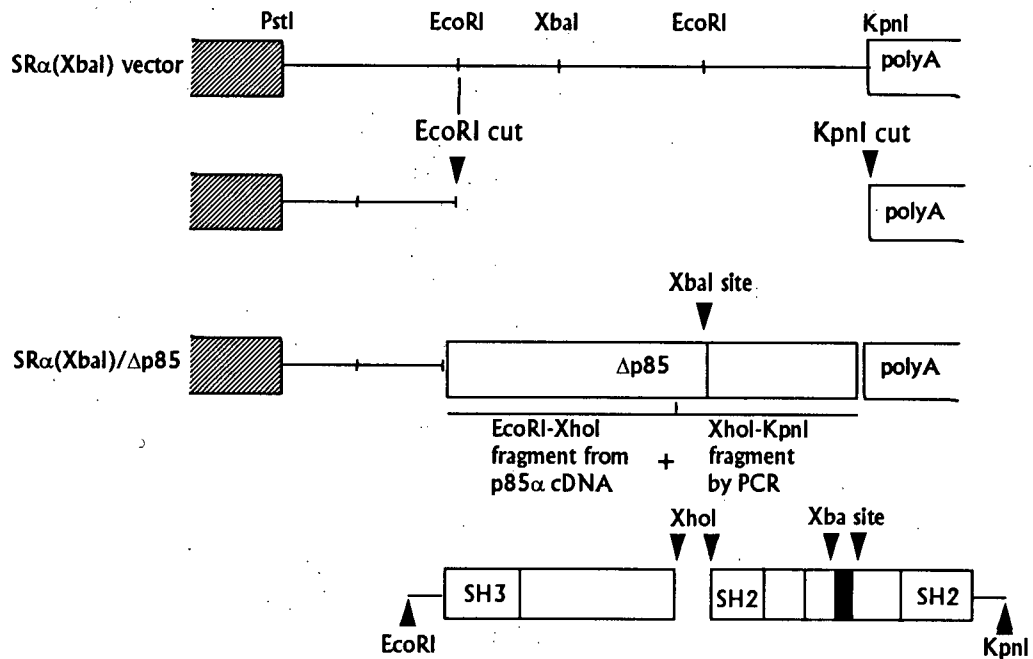 PstI EcoRI XbaI EcoRI KpnI
SRα(XbaI) vector polyA
EcoRI cut KpnI cut
polyA
XbaI site
SRα(XbaI)/Δp85 Δp85 polyA
EcoRI-XhoI XhoI-KpnI
fragment from + fragment
p85α cDNA by PCR
XhoI Xba site
SH3 SH2 SH2
EcoRI KpnI